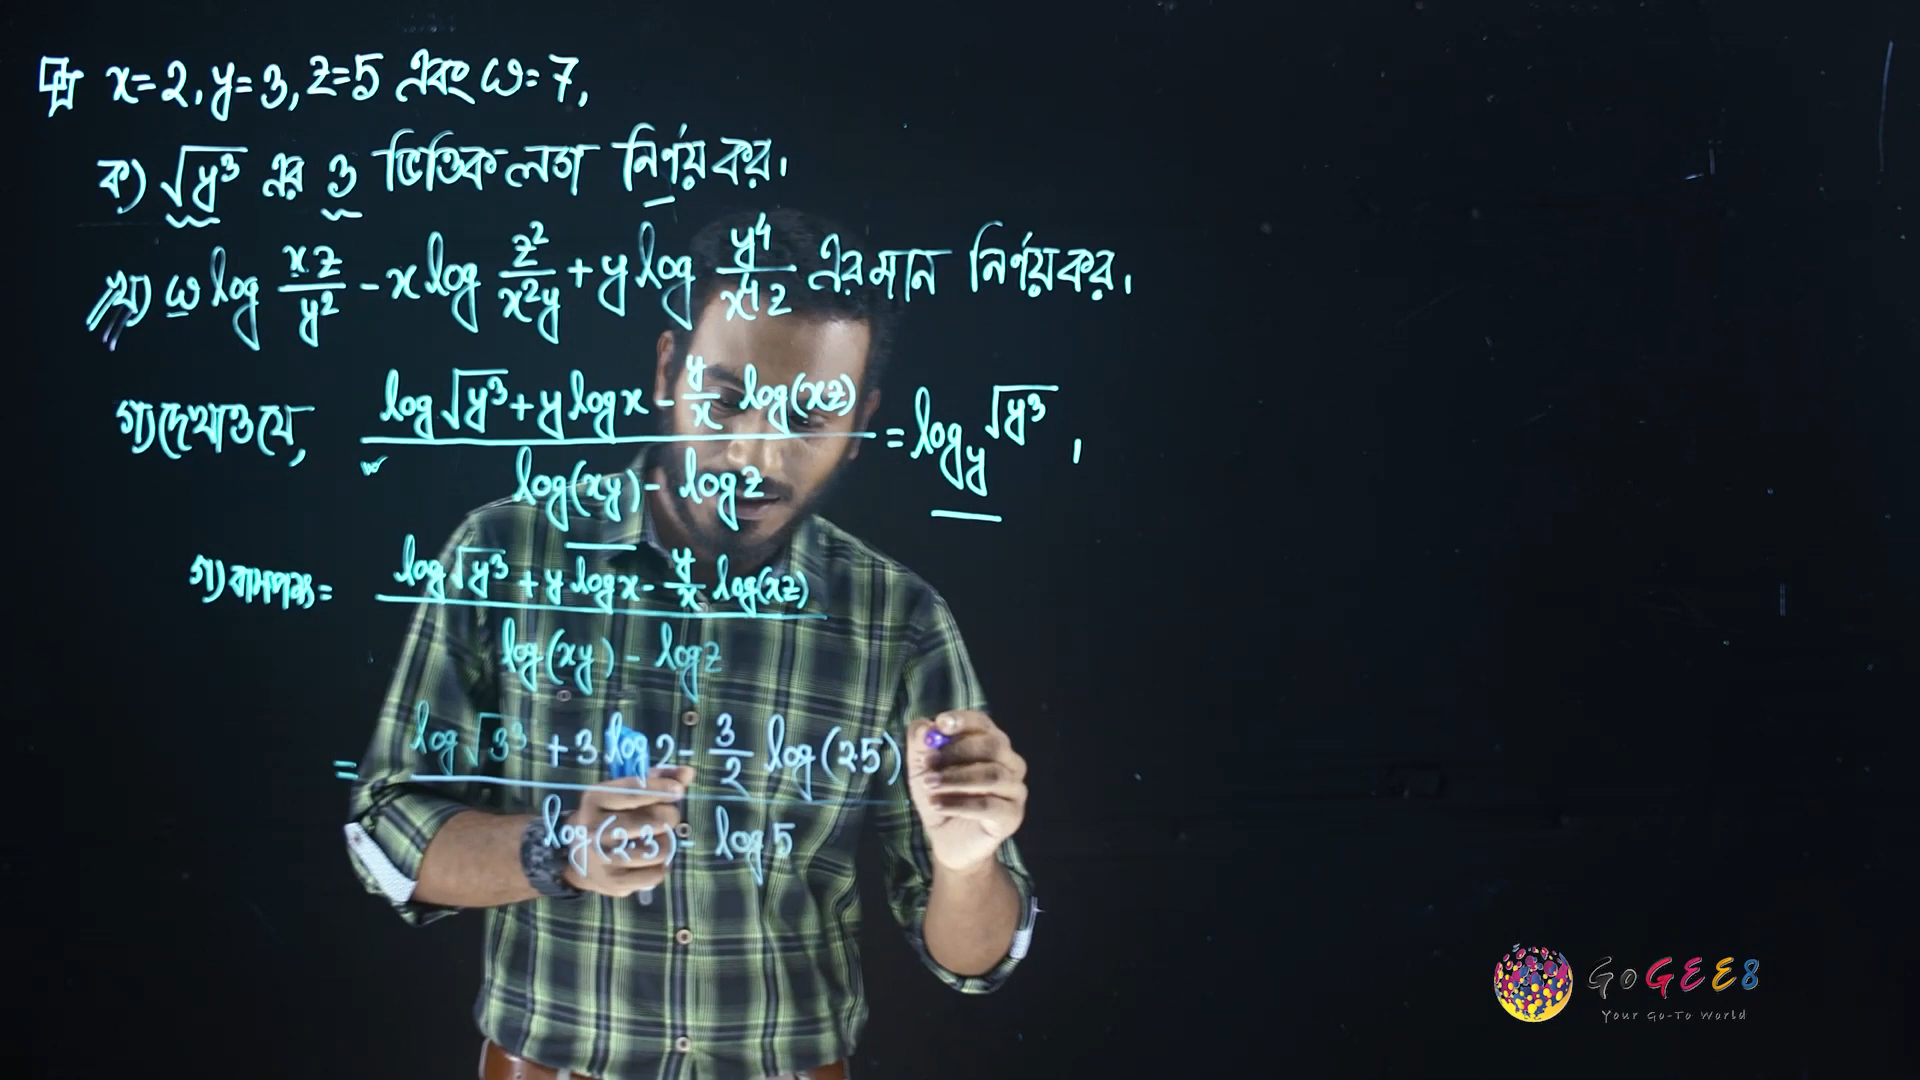 প্রঃ x=2, y=3, z=5 এবং ω=7,
ক) √y³ এর 3 ভিত্তিক লগ নির্ণয় কর।
খ) ω log xz/y² - x log z²/x²y + y log y⁴/x⁴z এর মান নির্ণয় কর।
গ) দেখাও যে, (log√y³ + y log x - y/x log(xz)) / (log(xy) - log z) = log_y √y³ ।
গ) বামপক্ষ = (log√y³ + y log x - y/x log(xz)) / (log(xy) - log z)
= (log√3³ + 3 log 2 - 3/2 log(2·5)) / (log(2·3) - log 5)
GoGEE8
Your Go-To World